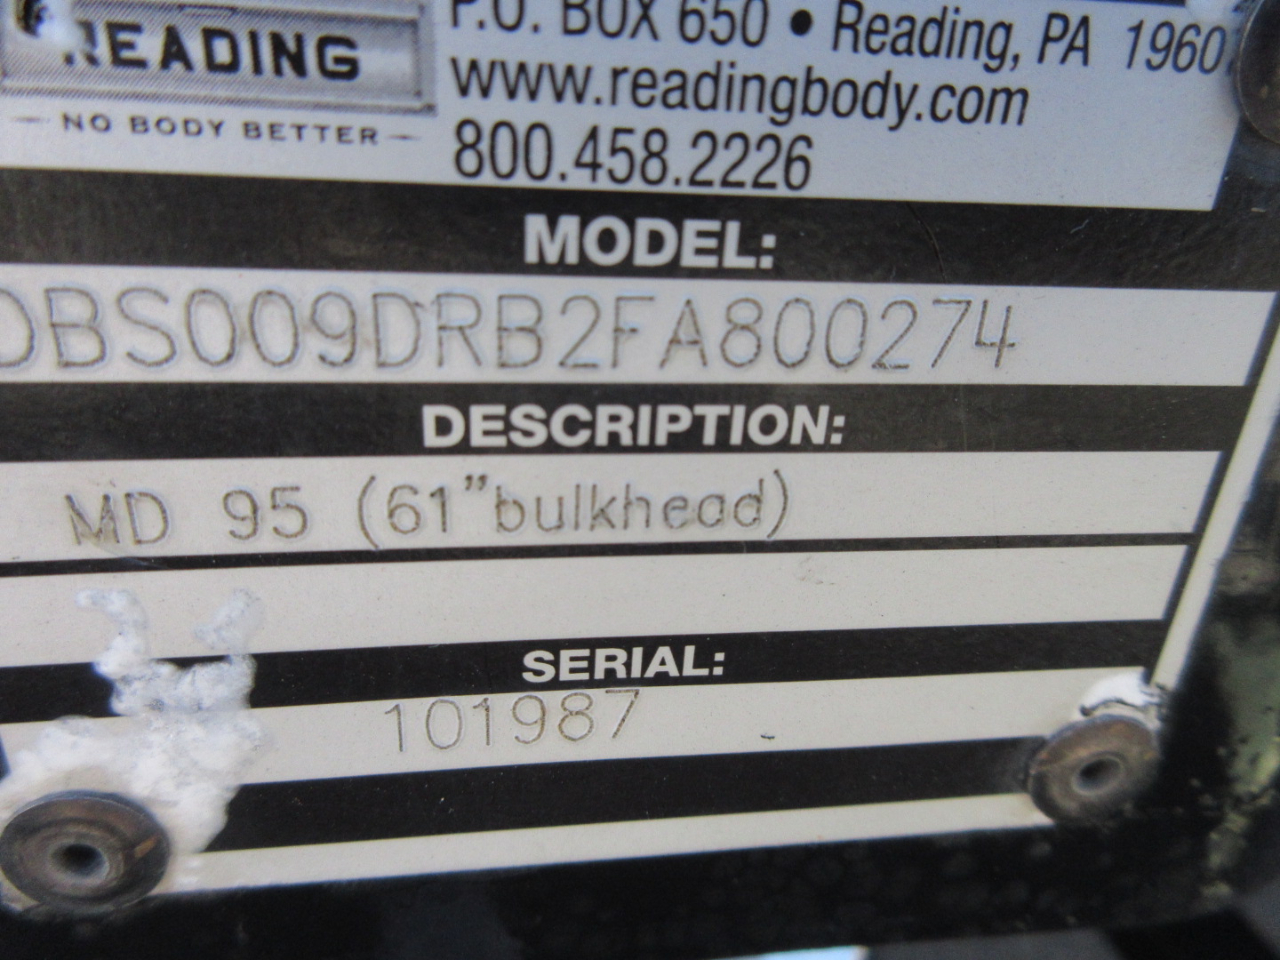 READING
NO BODY BETTER
P.O. BOX 650 • Reading, PA 1960
www.readingbody.com
800.458.2226
MODEL:
DBS009DRB2FA800274
DESCRIPTION:
MD 95 (61"bulkhead)
SERIAL:
101987